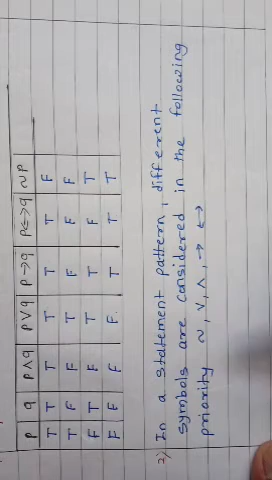 p q p∧q p∨q p→q p↔q ~p
T T T T T T F
T F F T F F F
F T F T T F T
F F F F. T T T
2) In a statement pattern, different
symbols are considered in the following
priority ~, ∨, ∧, →, ↔